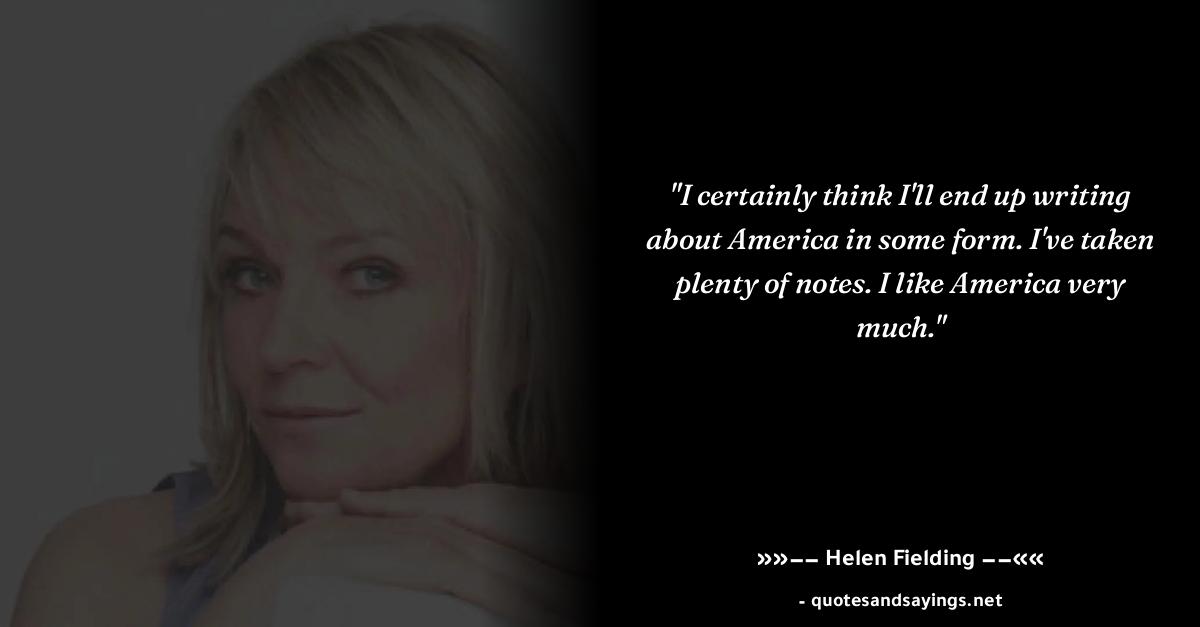 "I certainly think I'll end up writing
about America in some form. I've taken
plenty of notes. I like America very
much."
»»–– Helen Fielding ––««
- quotesandsayings.net